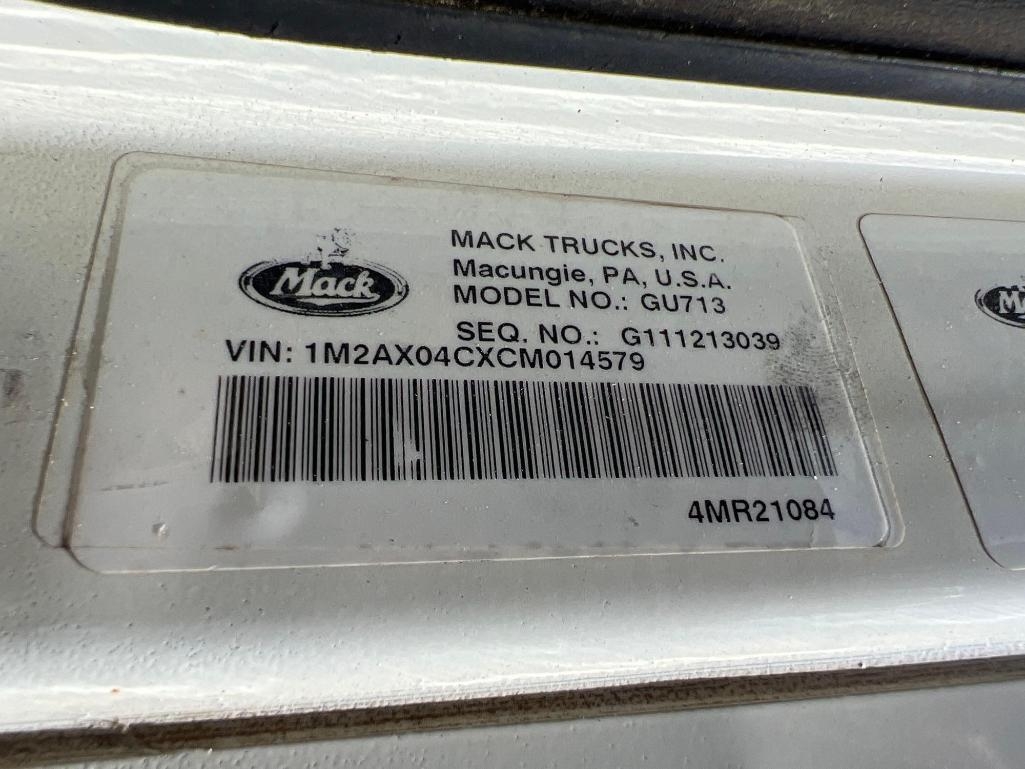 Mack
MACK TRUCKS, INC.
Macungie, PA, U.S.A.
MODEL NO.: GU713
SEQ. NO.: G111213039
VIN: 1M2AX04CXCM014579
4MR21084